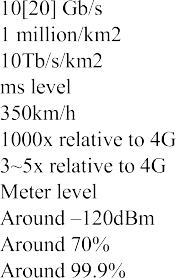 10[20] Gb/s
1 million/km2
10Tb/s/km2
ms level
350km/h
1000x relative to 4G
3~5x relative to 4G
Meter level
Around –120dBm
Around 70%
Around 99.9%